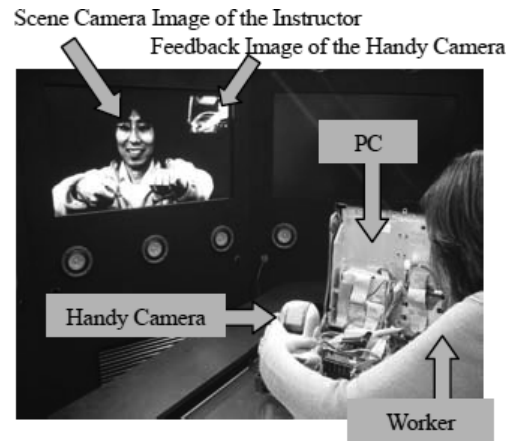 Scene Camera Image of the Instructor
Feedback Image of the Handy Camera
PC
Handy Camera
Worker